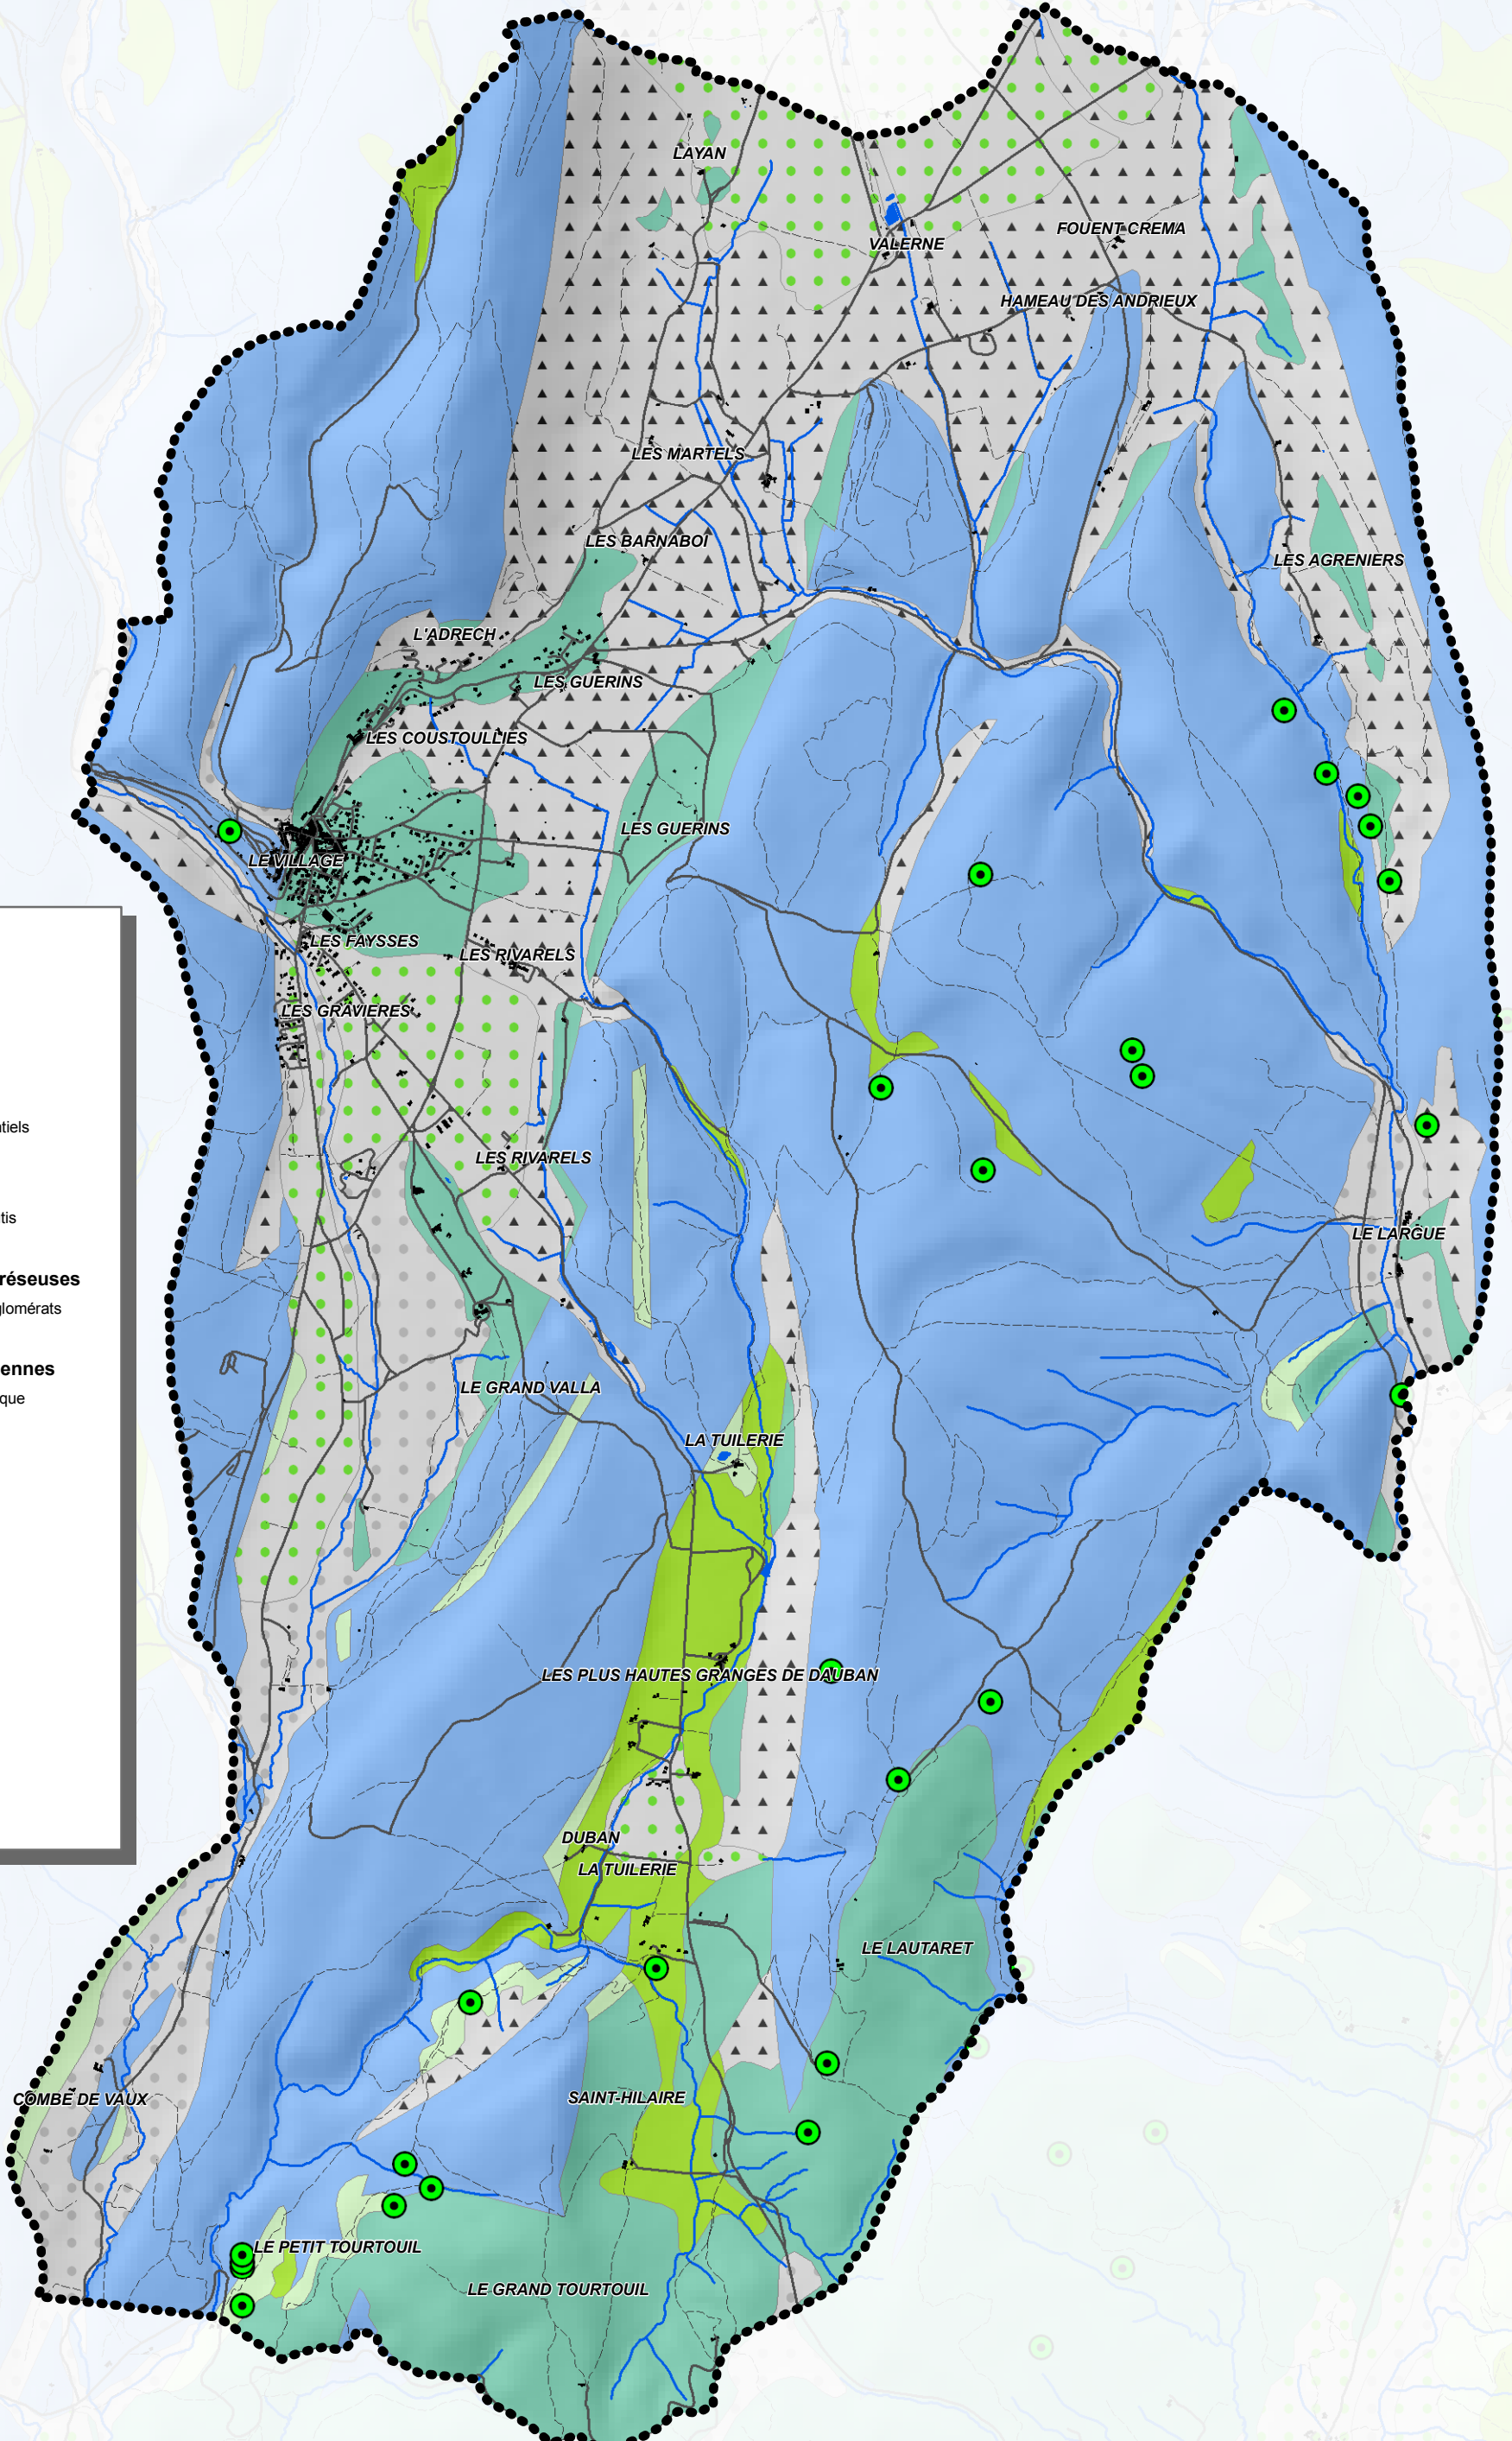 LAYAN
VALERNE
FOUENT CREMA
HAMEAU DES ANDRIEUX
LES MARTELS
LES BARNABOI
LES AGRENIERS
L'ADRECH
LES GUERINS
LES COUSTOULLIES
LES GUERINS
LE VILLAGE
LES FAYSSES
LES RIVARELS
LES GRAVIERES
tiels
LES RIVARELS
tis
LE LARGUE
réseuses
glomérats
ennes
que
LE GRAND VALLA
LA TUILERIE
LES PLUS HAUTES GRANGES DE DAUBAN
DUBAN
LA TUILERIE
LE LAUTARET
COMBE DE VAUX
SAINT-HILAIRE
LE PETIT TOURTOUIL
LE GRAND TOURTOUIL